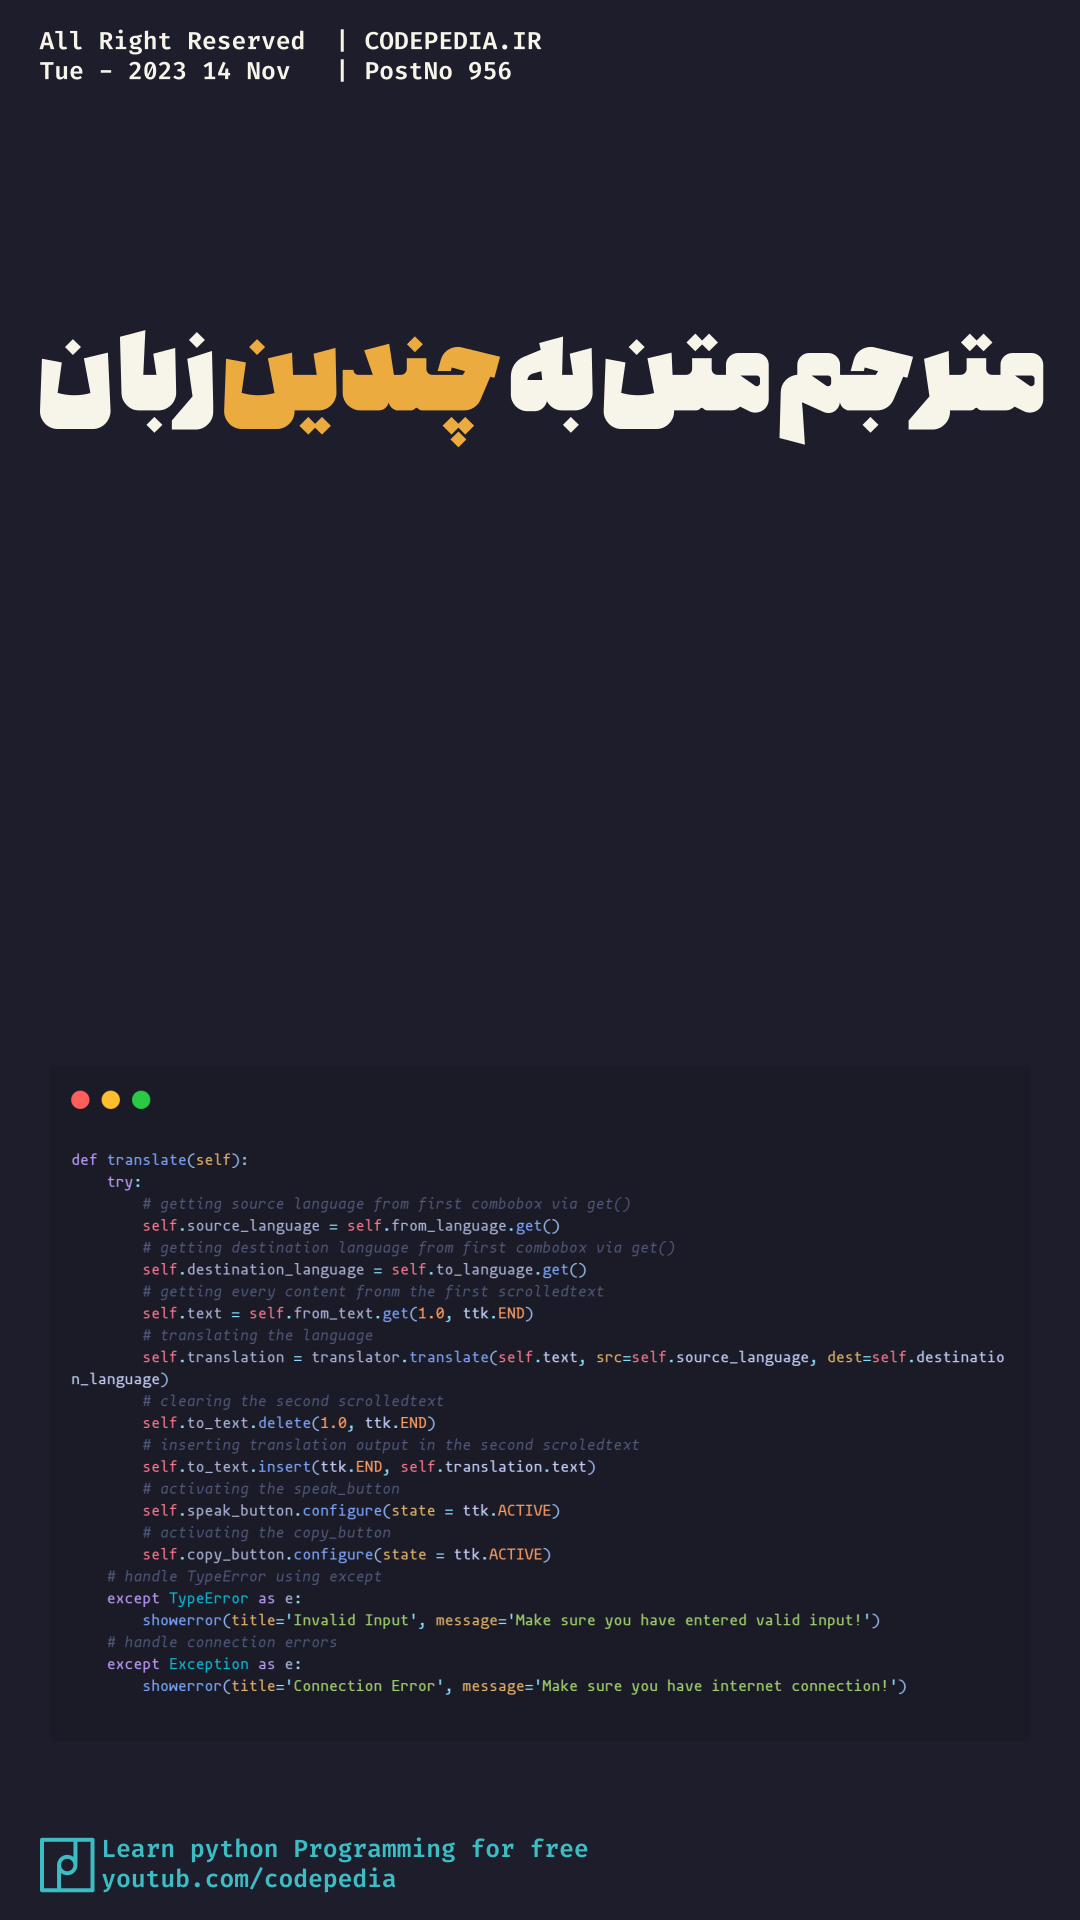 All Right Reserved  | CODEPEDIA.IR
Tue - 2023 14 Nov   | PostNo 956
مترجم متن به چندین زبان
def translate(self):
    try:
        # getting source language from first combobox via get()
        self.source_language = self.from_language.get()
        # getting destination language from first combobox via get()
        self.destination_language = self.to_language.get()
        # getting every content fronm the first scrolledtext
        self.text = self.from_text.get(1.0, ttk.END)
        # translating the language
        self.translation = translator.translate(self.text, src=self.source_language, dest=self.destinatio
n_language)
        # clearing the second scrolledtext
        self.to_text.delete(1.0, ttk.END)
        # inserting translation output in the second scroledtext
        self.to_text.insert(ttk.END, self.translation.text)
        # activating the speak_button
        self.speak_button.configure(state = ttk.ACTIVE)
        # activating the copy_button
        self.copy_button.configure(state = ttk.ACTIVE)
    # handle TypeError using except
    except TypeError as e:
        showerror(title='Invalid Input', message='Make sure you have entered valid input!')
    # handle connection errors
    except Exception as e:
        showerror(title='Connection Error', message='Make sure you have internet connection!')
Learn python Programming for free
youtub.com/codepedia